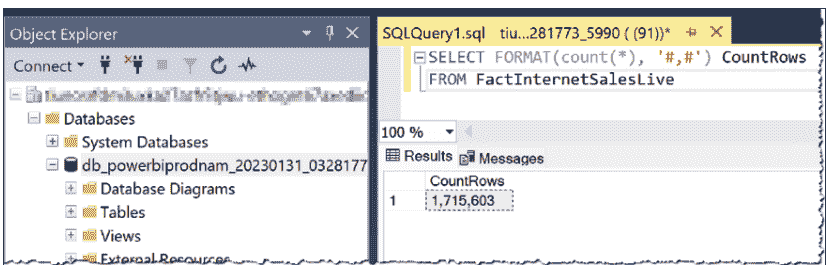 Object Explorer
Connect
Databases
System Databases
db_powerbiprodnam_20230131_0328177
Database Diagrams
Tables
Views
External Resources
SQLQuery1.sql tiu...281773_5990 ( (91))*
SELECT FORMAT(count(*), '#,#') CountRows
FROM FactInternetSalesLive
100 %
Results Messages
CountRows
1 1,715,603